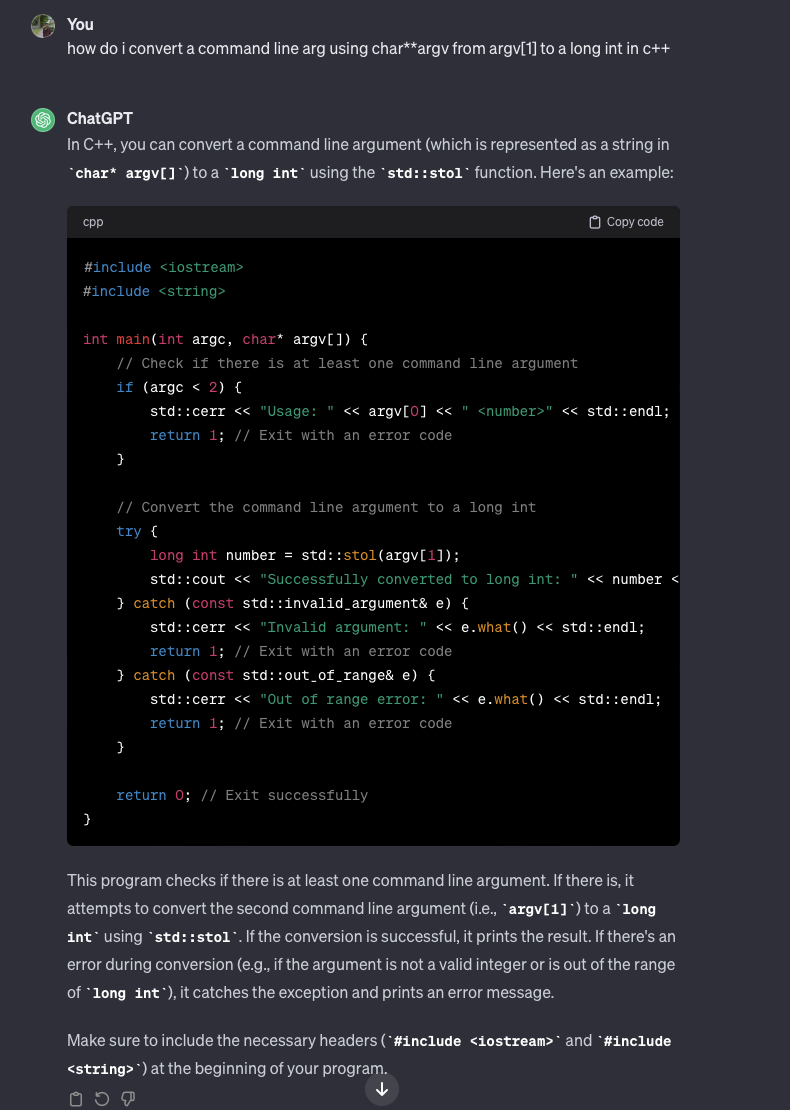 You
how do i convert a command line arg using char**argv from argv[1] to a long int in c++
ChatGPT
In C++, you can convert a command line argument (which is represented as a string in
`char* argv[]`) to a `long int` using the `std::stol` function. Here's an example:
cpp
Copy code
#include <iostream>
#include <string>
int main(int argc, char* argv[]) {
    // Check if there is at least one command line argument
    if (argc < 2) {
        std::cerr << "Usage: " << argv[0] << " <number>" << std::endl;
        return 1; // Exit with an error code
    }
    // Convert the command line argument to a long int
    try {
        long int number = std::stol(argv[1]);
        std::cout << "Successfully converted to long int: " << number <
    } catch (const std::invalid_argument& e) {
        std::cerr << "Invalid argument: " << e.what() << std::endl;
        return 1; // Exit with an error code
    } catch (const std::out_of_range& e) {
        std::cerr << "Out of range error: " << e.what() << std::endl;
        return 1; // Exit with an error code
    }
    return 0; // Exit successfully
}
This program checks if there is at least one command line argument. If there is, it
attempts to convert the second command line argument (i.e., `argv[1]`) to a `long
int` using `std::stol`. If the conversion is successful, it prints the result. If there's an
error during conversion (e.g., if the argument is not a valid integer or is out of the range
of `long int`), it catches the exception and prints an error message.
Make sure to include the necessary headers (`#include <iostream>` and `#include
<string>`) at the beginning of your program.